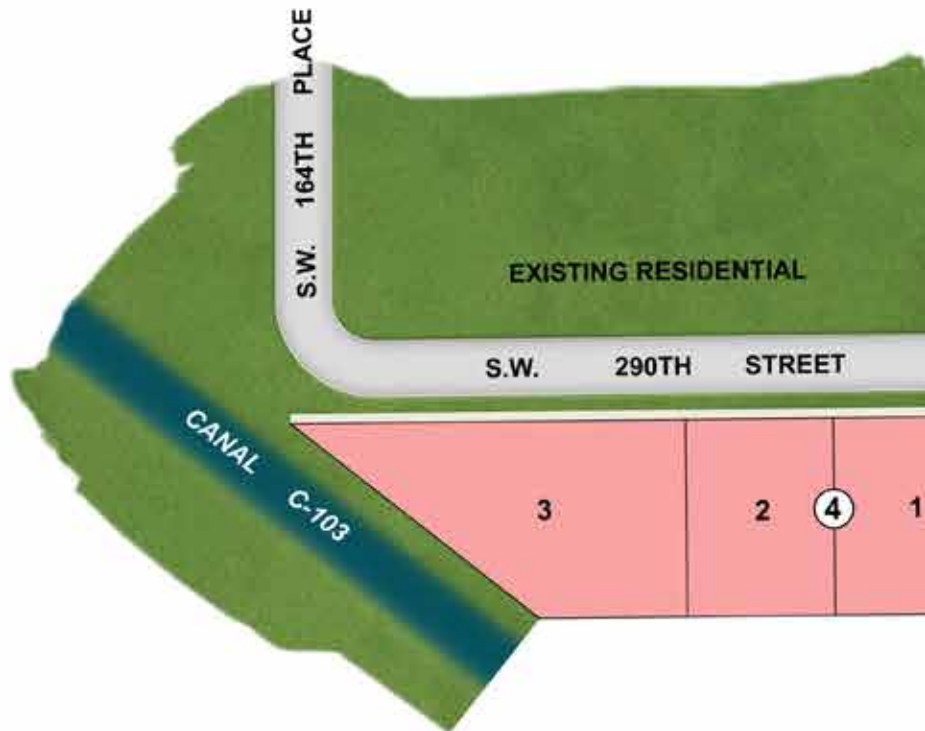 S.W. 164TH PLACE
EXISTING RESIDENTIAL
S.W. 290TH STREET
CANAL C-103
3
2
4
1